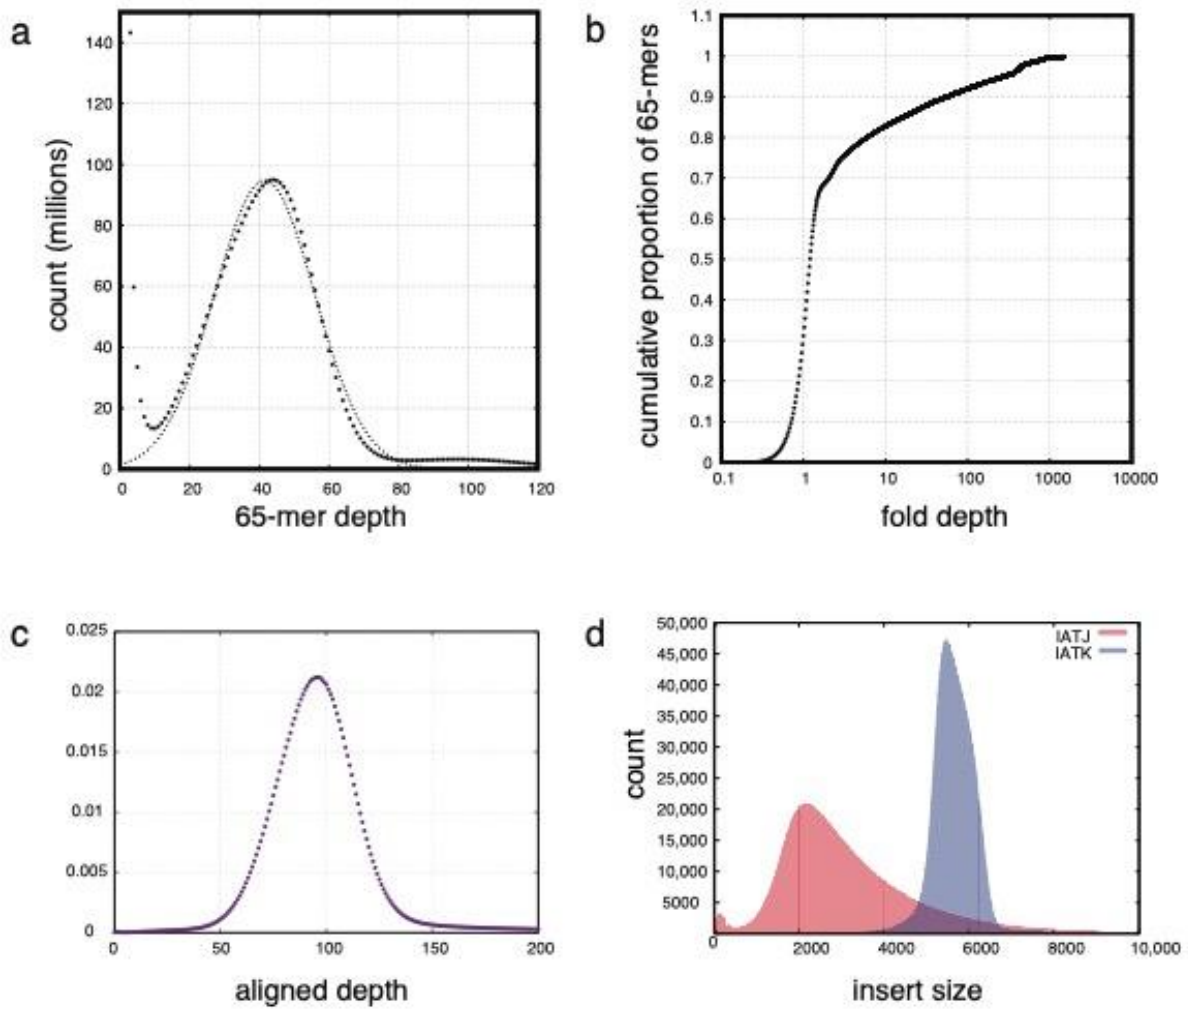 a
140
120
100
80
60
40
20
0
count (millions)
0 20 40 60 80 100 120
65-mer depth
b
1.1
1
0.9
0.8
0.7
0.6
0.5
0.4
0.3
0.2
0.1
0
cumulative proportion of 65-mers
0.1 1 10 100 1000 10000
fold depth
c
0.025
0.02
0.015
0.01
0.005
0
0 50 100 150 200
aligned depth
d
50,000
45,000
40,000
35,000
30,000
25,000
20,000
15,000
10,000
5000
count
IATJ
IATK
0 2000 4000 6000 8000 10,000
insert size